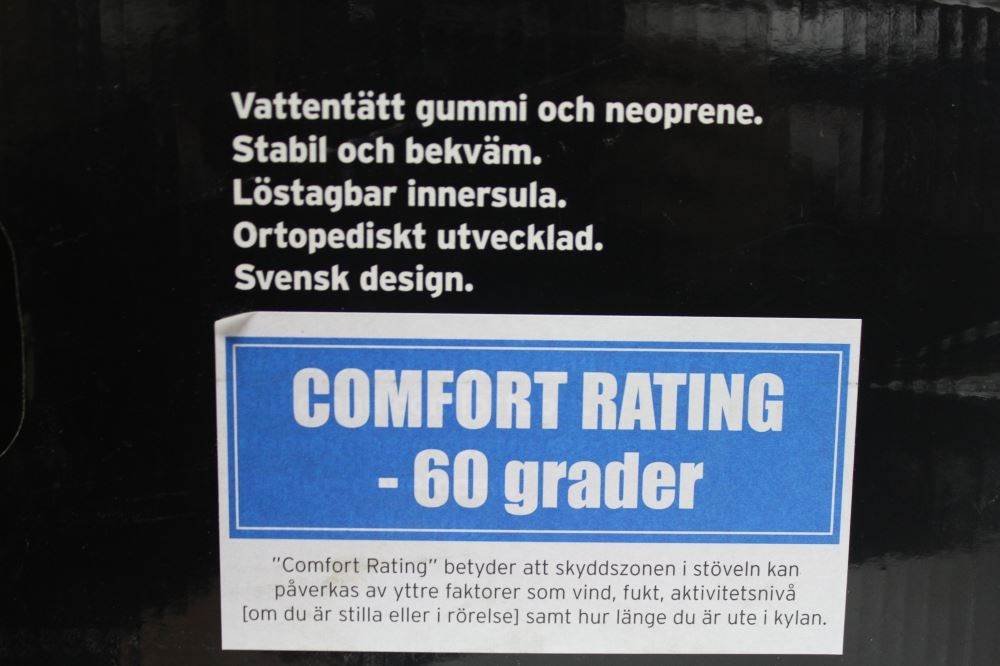 Vattentätt gummi och neoprene.
Stabil och bekväm.
Löstagbar innersula.
Ortopediskt utvecklad.
Svensk design.
COMFORT RATING
- 60 grader
"Comfort Rating" betyder att skyddszonen i stöveln kan
påverkas av yttre faktorer som vind, fukt, aktivitetsnivå
[om du är stilla eller i rörelse] samt hur länge du är ute i kylan.